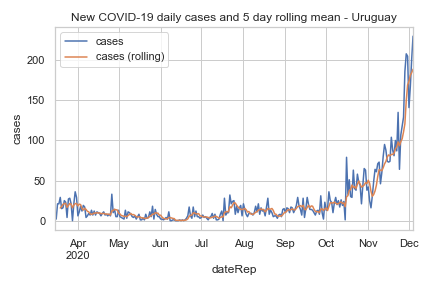 New COVID-19 daily cases and 5 day rolling mean - Uruguay
cases
cases (rolling)
200
150
100
50
0
cases
Apr
2020
May
Jun
Jul
Aug
Sep
Oct
Nov
Dec
dateRep